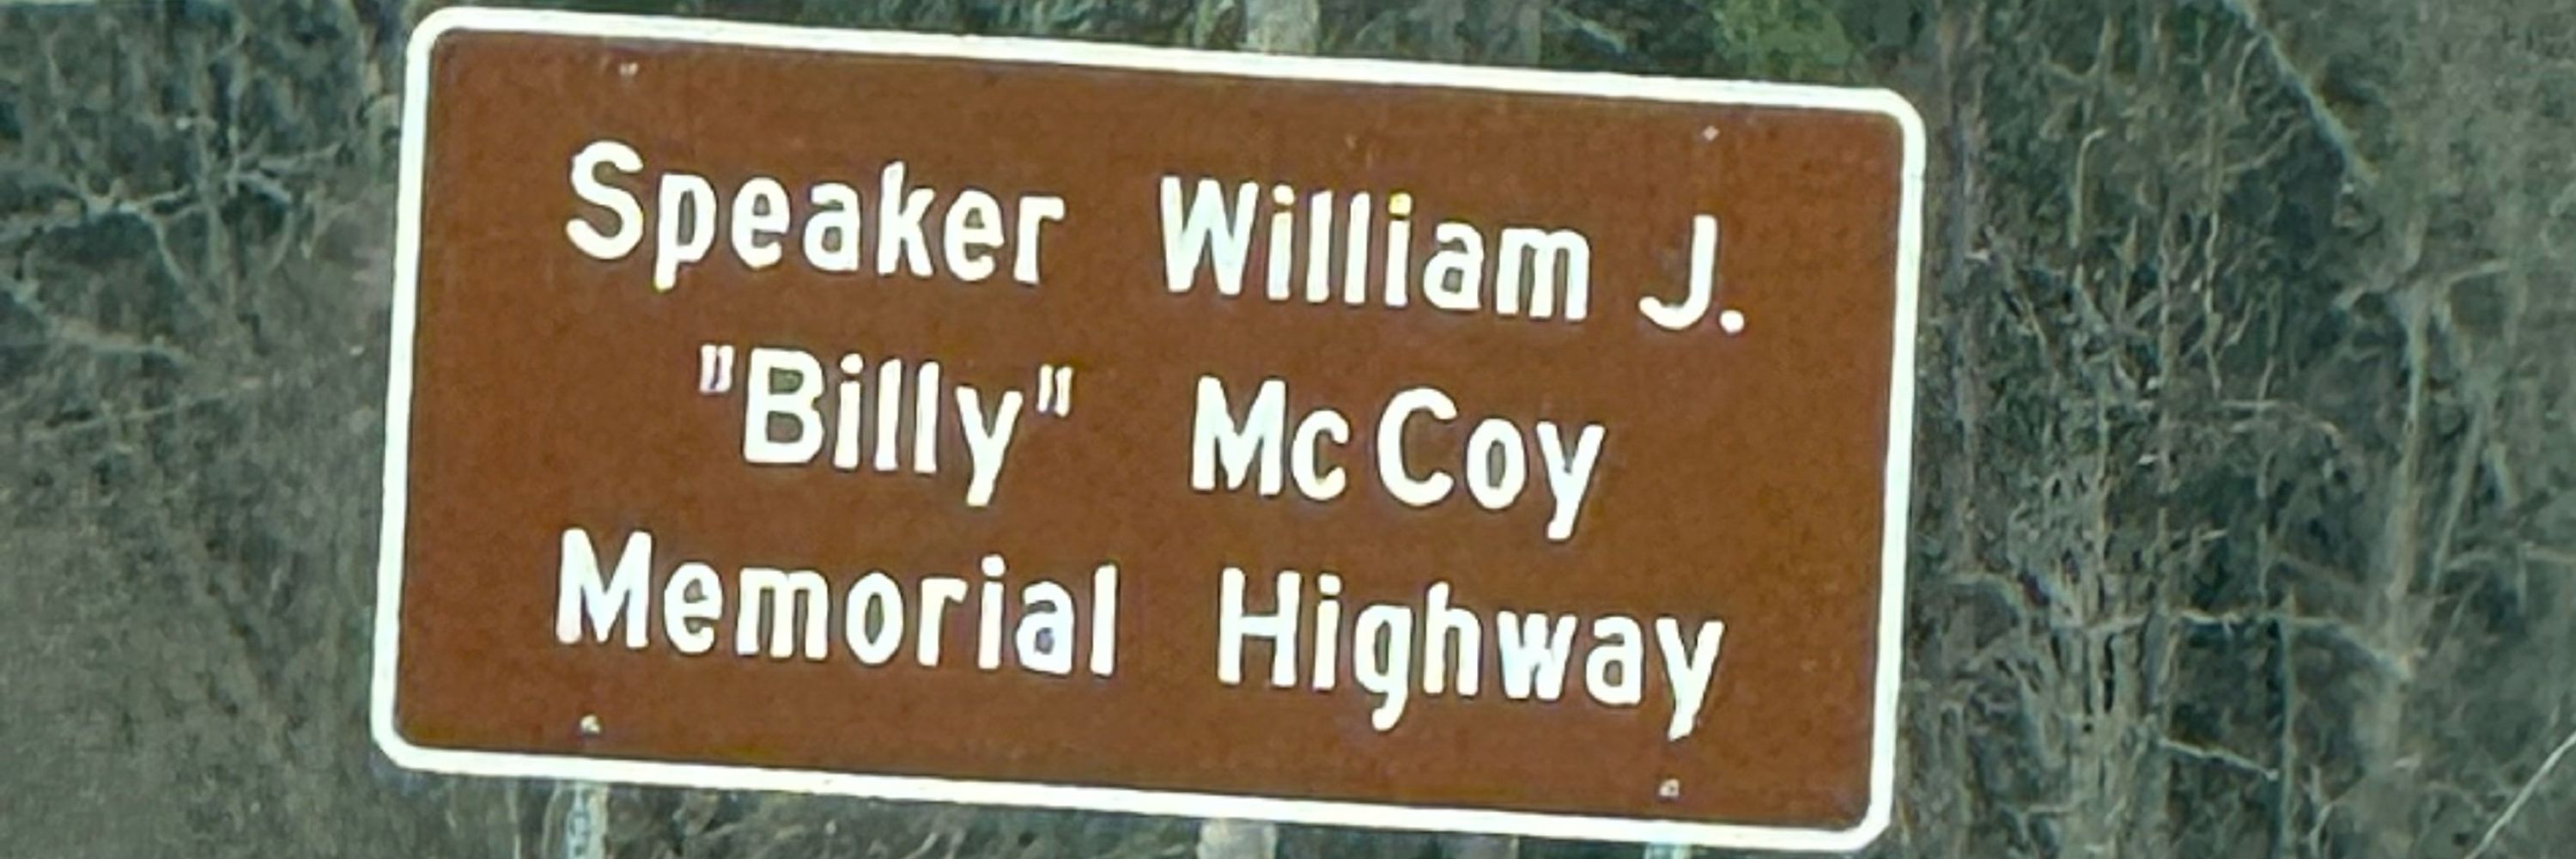 Speaker William J.
"Billy" McCoy
Memorial Highway